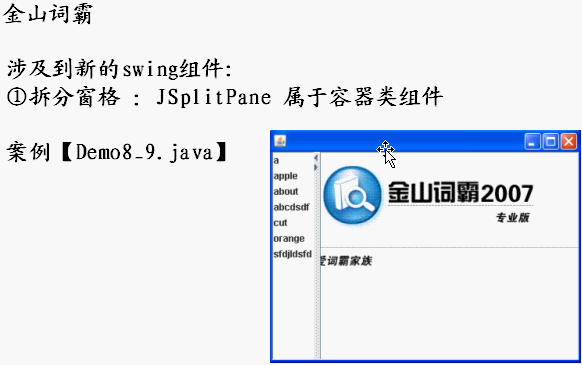 金山词霸
涉及到新的swing组件:
①拆分窗格 : JSplitPane 属于容器类组件
案例【Demo8_9.java】
a
apple
about
abcdsdf
cut
orange
sfdjldsfd
金山词霸2007
专业版
爱词霸家族